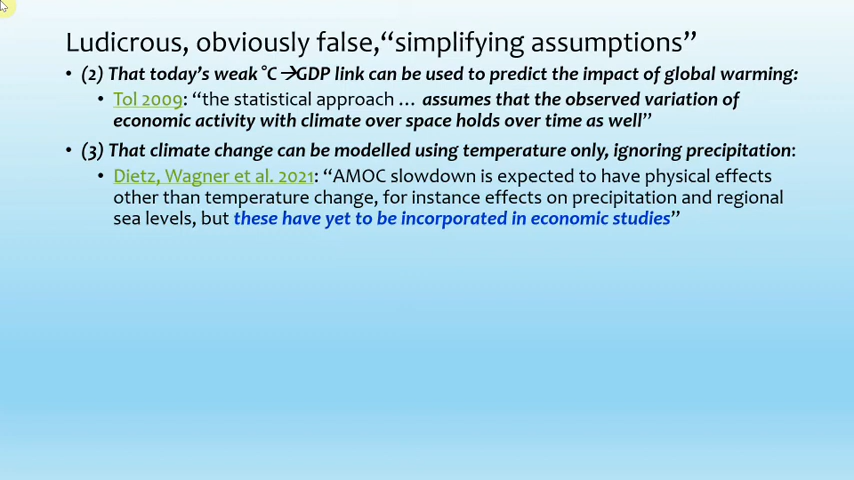 Ludicrous, obviously false,“simplifying assumptions”
• (2) That today’s weak °C→GDP link can be used to predict the impact of global warming:
• Tol 2009: “the statistical approach … assumes that the observed variation of
economic activity with climate over space holds over time as well”
• (3) That climate change can be modelled using temperature only, ignoring precipitation:
• Dietz, Wagner et al. 2021: “AMOC slowdown is expected to have physical effects
other than temperature change, for instance effects on precipitation and regional
sea levels, but these have yet to be incorporated in economic studies”